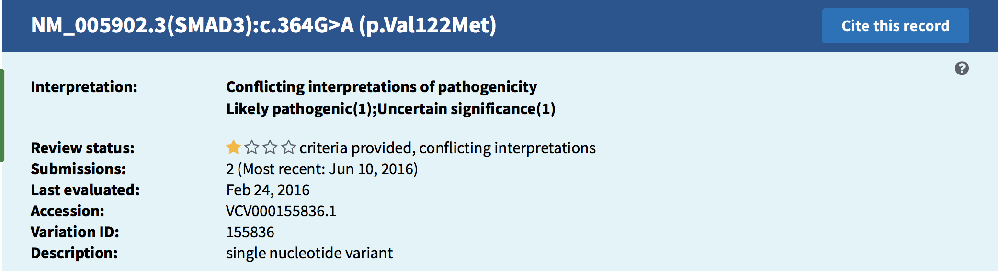 NM_005902.3(SMAD3):c.364G>A (p.Val122Met)
Cite this record
?
Interpretation: Conflicting interpretations of pathogenicity
Likely pathogenic(1);Uncertain significance(1)
Review status: criteria provided, conflicting interpretations
Submissions: 2 (Most recent: Jun 10, 2016)
Last evaluated: Feb 24, 2016
Accession: VCV000155836.1
Variation ID: 155836
Description: single nucleotide variant